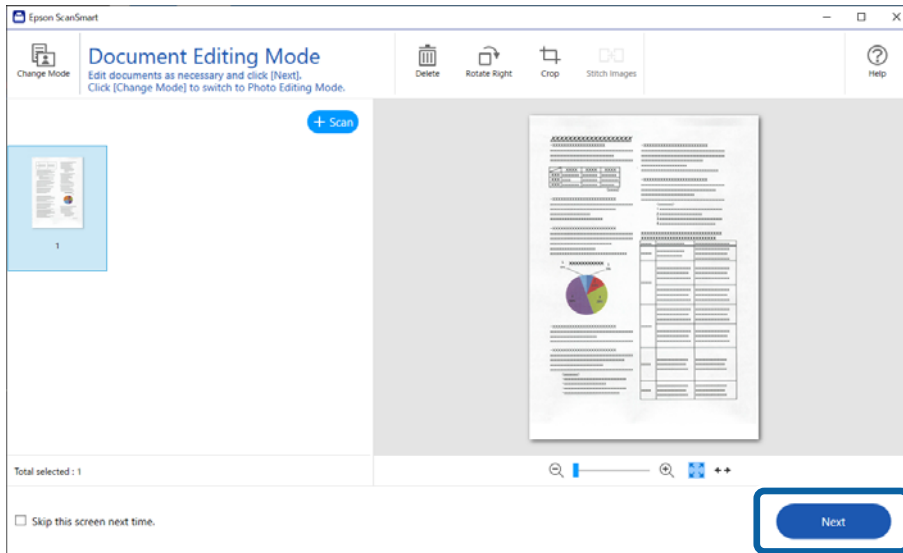 Epson ScanSmart
Change Mode
Document Editing Mode
Edit documents as necessary and click [Next].
Click [Change Mode] to switch to Photo Editing Mode.
Delete
Rotate Right
Crop
Stitch Images
Help
+ Scan
1
Total selected : 1
Skip this screen next time.
Next